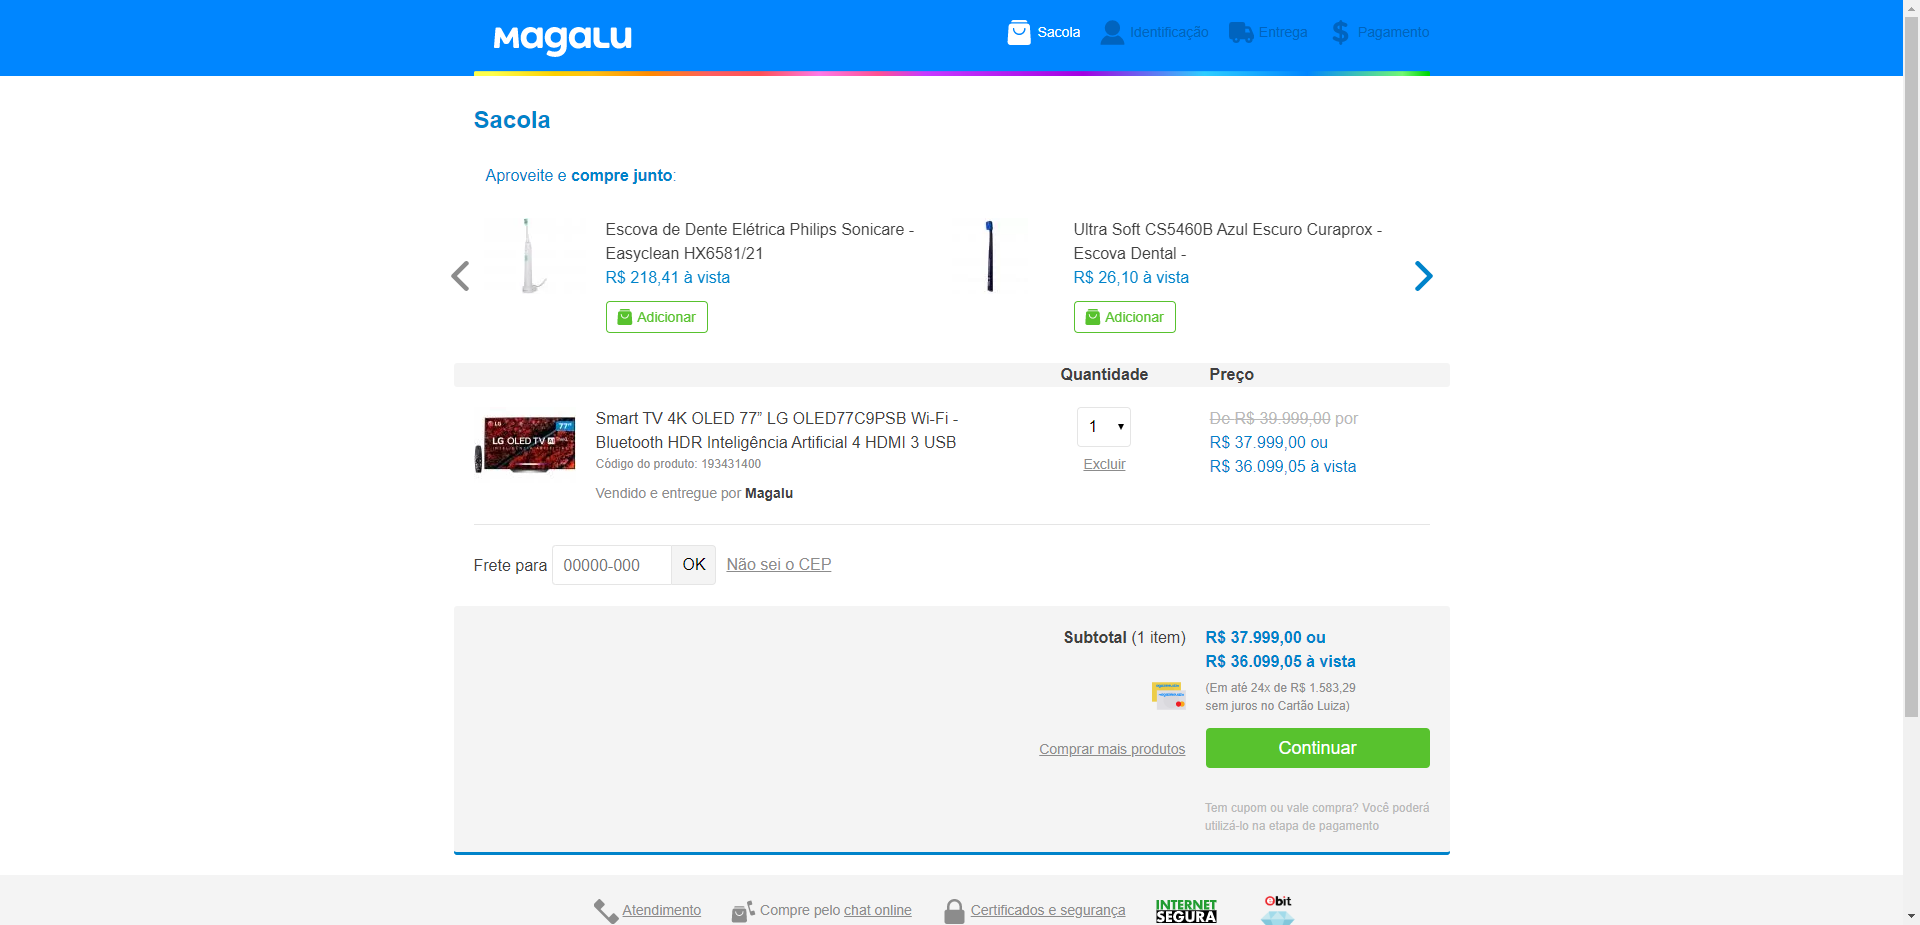 Magalu
Sacola
Identificação
Entrega
Pagamento
Sacola
Aproveite e compre junto:
Escova de Dente Elétrica Philips Sonicare -
Easyclean HX6581/21
R$ 218,41 à vista
Adicionar
Ultra Soft CS5460B Azul Escuro Curaprox -
Escova Dental -
R$ 26,10 à vista
Adicionar
Quantidade
Preço
LG
77"
LG OLED TV AI
Smart TV 4K OLED 77” LG OLED77C9PSB Wi-Fi -
Bluetooth HDR Inteligência Artificial 4 HDMI 3 USB
Código do produto: 193431400
Vendido e entregue por Magalu
1
Excluir
De R$ 39.999,00 por
R$ 37.999,00 ou
R$ 36.099,05 à vista
Frete para
00000-000
OK
Não sei o CEP
Subtotal (1 item)
R$ 37.999,00 ou
R$ 36.099,05 à vista
(Em até 24x de R$ 1.583,29
sem juros no Cartão Luiza)
Comprar mais produtos
Continuar
Tem cupom ou vale compra? Você poderá
utilizá-lo na etapa de pagamento
Atendimento
Compre pelo chat online
Certificados e segurança
INTERNET
SEGURA
ebit